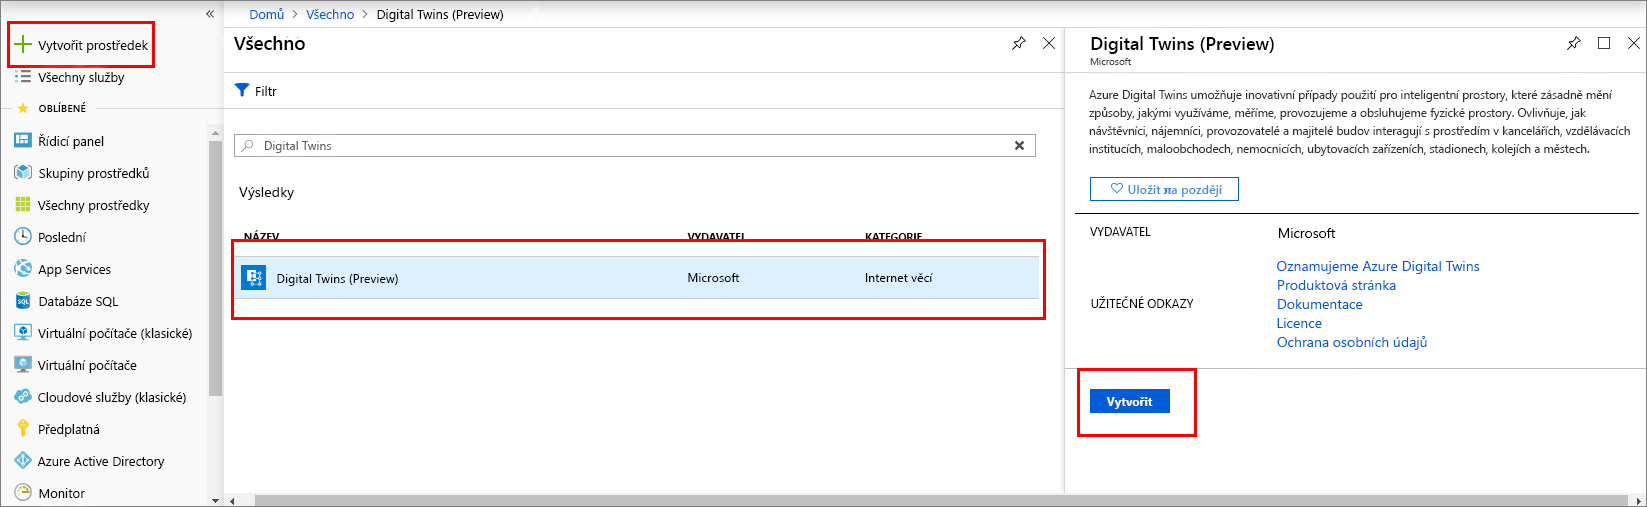 «
Vytvořit prostředek
Všechny služby
OBLÍBENÉ
Řídicí panel
Skupiny prostředků
Všechny prostředky
Poslední
App Services
Databáze SQL
Virtuální počítače (klasické)
Virtuální počítače
Cloudové služby (klasické)
Předplatná
Azure Active Directory
Monitor
Domů > Všechno > Digital Twins (Preview)
Všechno
Filtr
Digital Twins
Výsledky
NÁZEV VYDAVATEL KATEGORIE
Digital Twins (Preview) Microsoft Internet věcí
Digital Twins (Preview)
Microsoft
Azure Digital Twins umožňuje inovativní případy použití pro inteligentní prostory, které zásadně mění
způsoby, jakými využíváme, měříme, provozujeme a obsluhujeme fyzické prostory. Ovlivňuje, jak
návštěvníci, nájemníci, provozovatelé a majitelé budov interagují s prostředím v kancelářích, vzdělávacích
institucích, maloobchodech, nemocnicích, ubytovacích zařízeních, stadionech, kolejích a městech.
Uložit na později
VYDAVATEL Microsoft
UŽITEČNÉ ODKAZY
Oznamujeme Azure Digital Twins
Produktová stránka
Dokumentace
Licence
Ochrana osobních údajů
Vytvořit